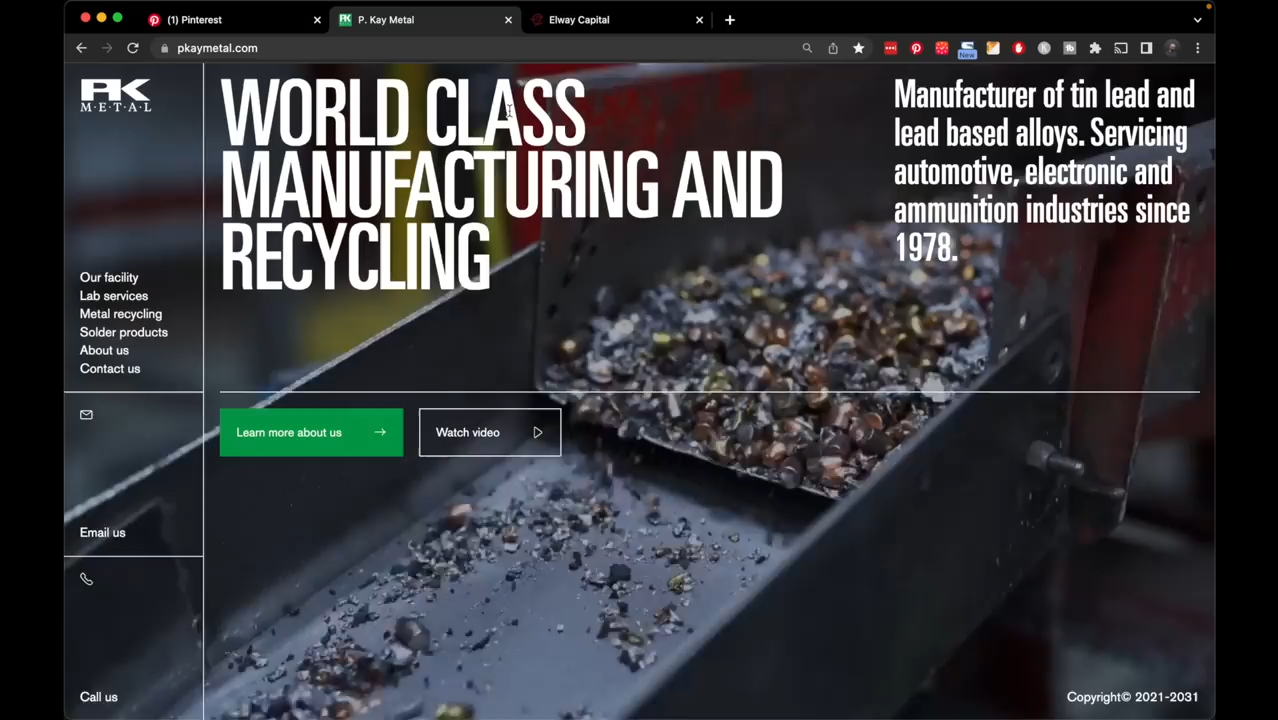 (1) Pinterest
P. Kay Metal
Elway Capital
pkaymetal.com
New
PK
M·E·T·A·L
WORLD CLASS
MANUFACTURING AND
RECYCLING
Manufacturer of tin lead and
lead based alloys. Servicing
automotive, electronic and
ammunition industries since
1978.
Our facility
Lab services
Metal recycling
Solder products
About us
Contact us
Learn more about us
Watch video
Email us
Call us
Copyright© 2021-2031